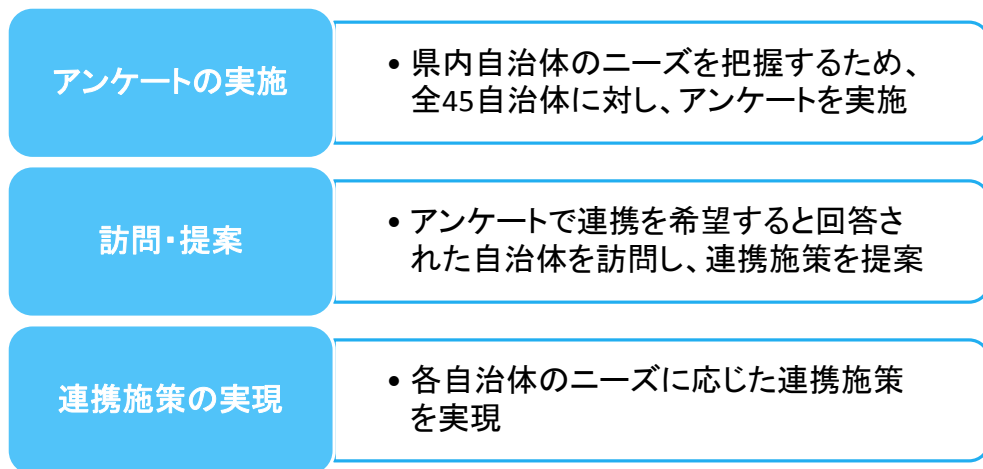 アンケートの実施
• 県内自治体のニーズを把握するため、
全45自治体に対し、アンケートを実施
訪問・提案
• アンケートで連携を希望すると回答さ
れた自治体を訪問し、連携施策を提案
連携施策の実現
• 各自治体のニーズに応じた連携施策
を実現